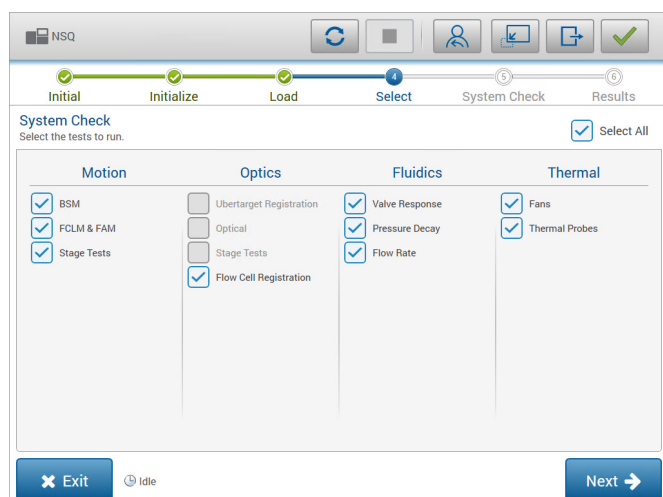 NSQ
4
5
6
Initial
Initialize
Load
Select
System Check
Results
System Check
Select the tests to run.
Select All
Motion
Optics
Fluidics
Thermal
BSM
Ubertarget Registration
Valve Response
Fans
FCLM & FAM
Optical
Pressure Decay
Thermal Probes
Stage Tests
Stage Tests
Flow Rate
Flow Cell Registration
Exit
Idle
Next